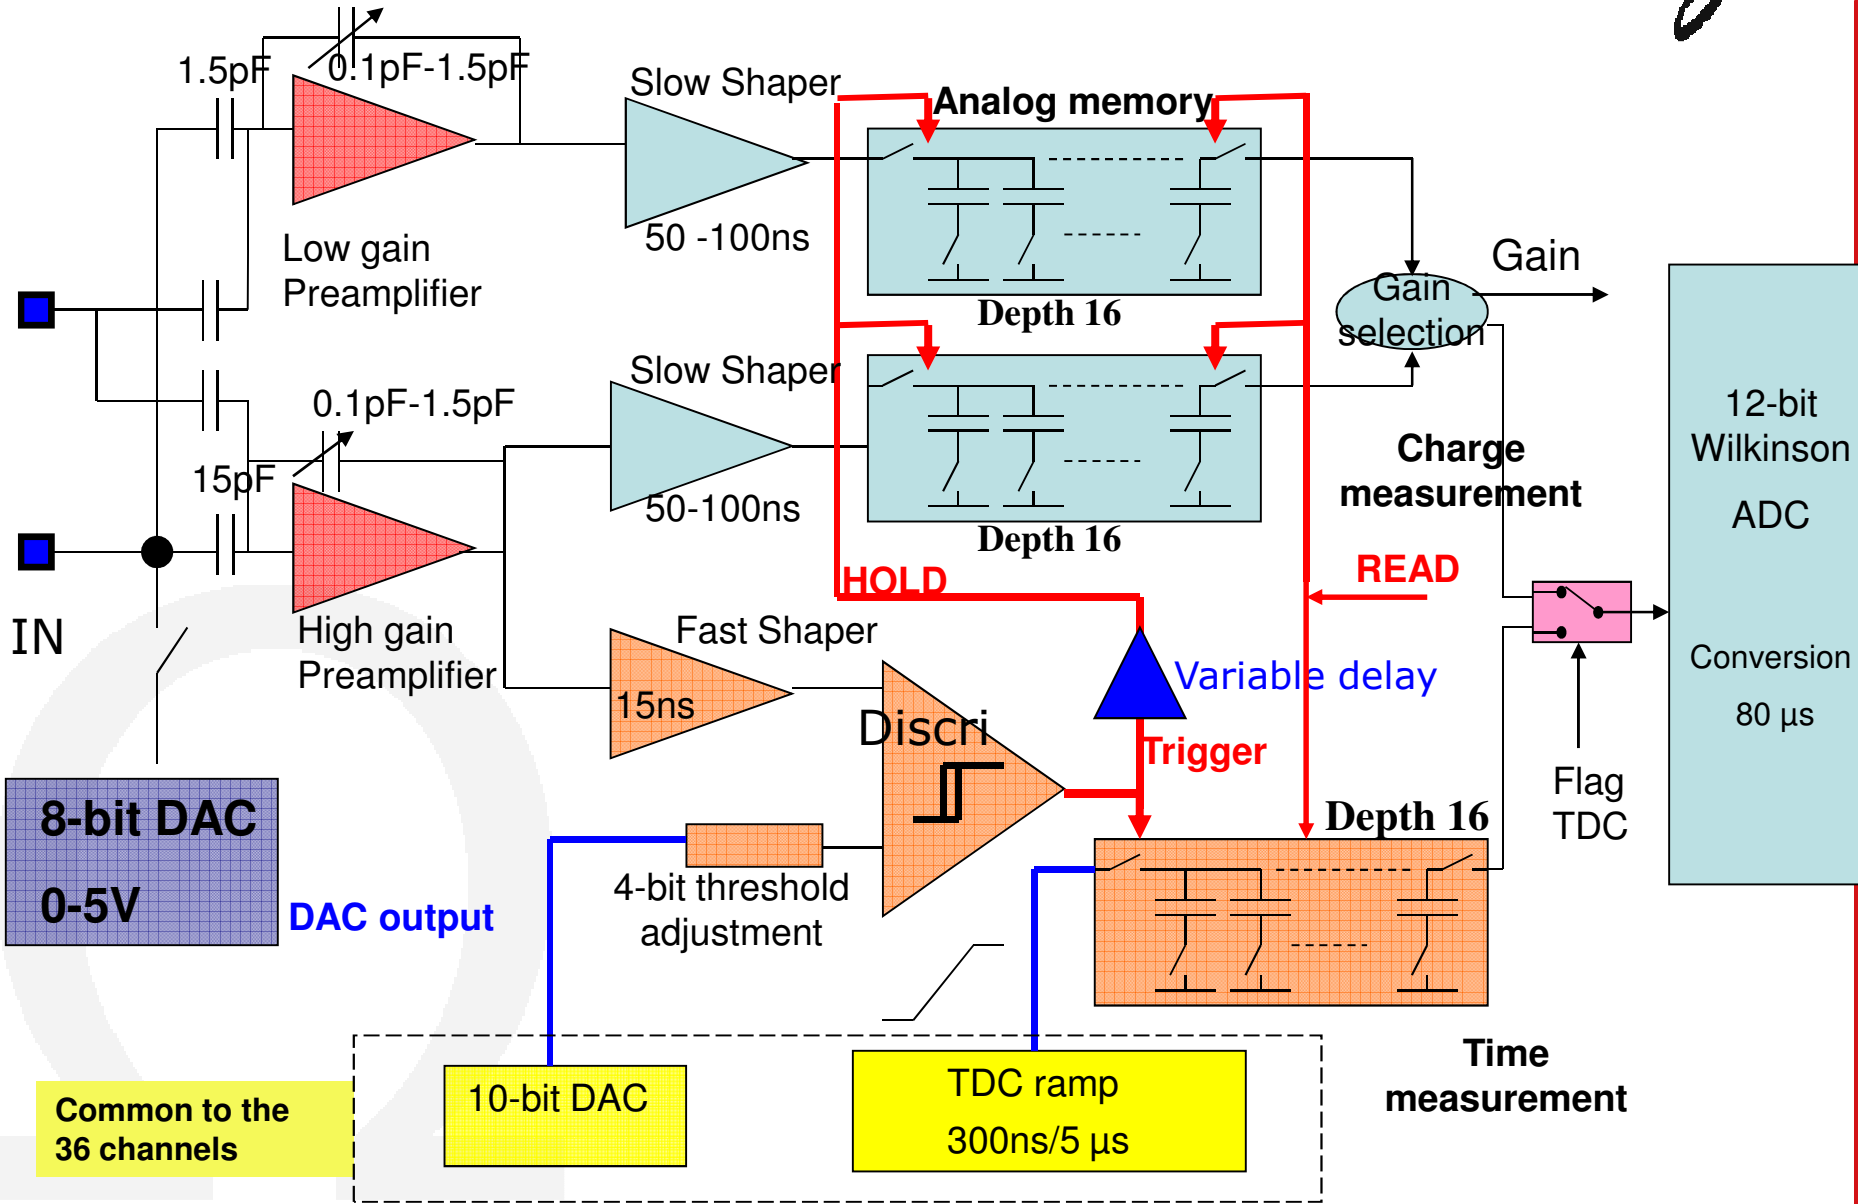 1.5pF
0.1pF-1.5pF
Slow Shaper
Analog memory
50 -100ns
Low gain
Preamplifier
Depth 16
Gain
Gain
selection
Slow Shaper
0.1pF-1.5pF
15pF
50-100ns
Depth 16
Charge
measurement
12-bit
Wilkinson
ADC
Conversion
80 µs
HOLD
READ
IN
High gain
Preamplifier
Fast Shaper
15ns
Discri
Variable delay
Trigger
Flag
TDC
8-bit DAC
0-5V
DAC output
4-bit threshold
adjustment
Depth 16
Time
measurement
Common to the
36 channels
10-bit DAC
TDC ramp
300ns/5 µs